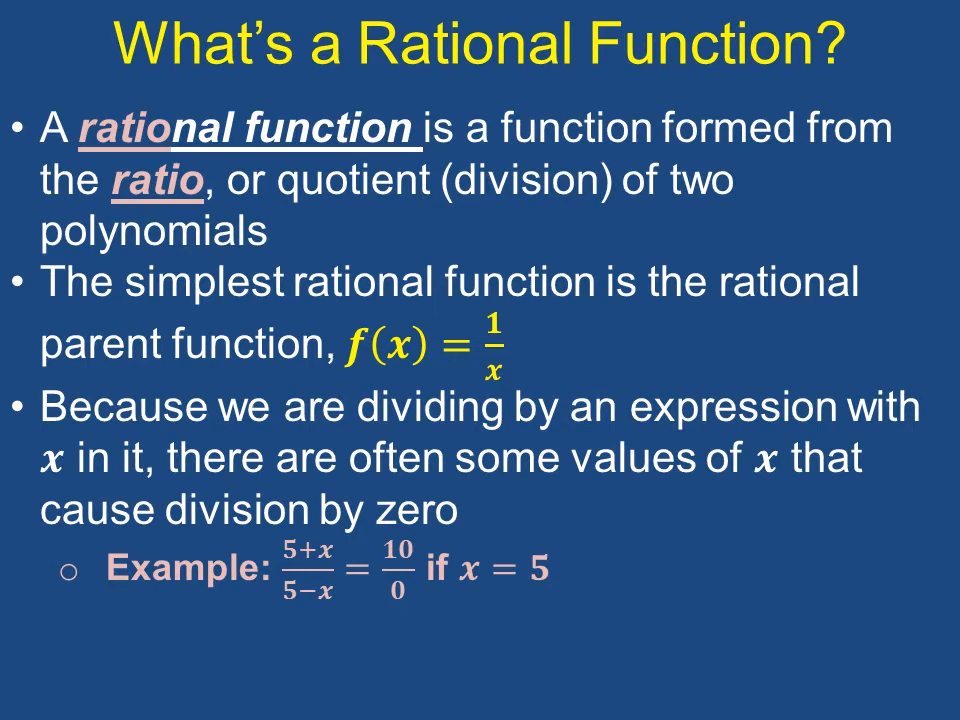 What’s a Rational Function?
• A rational function is a function formed from
the ratio, or quotient (division) of two
polynomials
• The simplest rational function is the rational
parent function, f(x) = 1/x
• Because we are dividing by an expression with
x in it, there are often some values of x that
cause division by zero
o Example: 5+x/5−x = 10/0 if x = 5